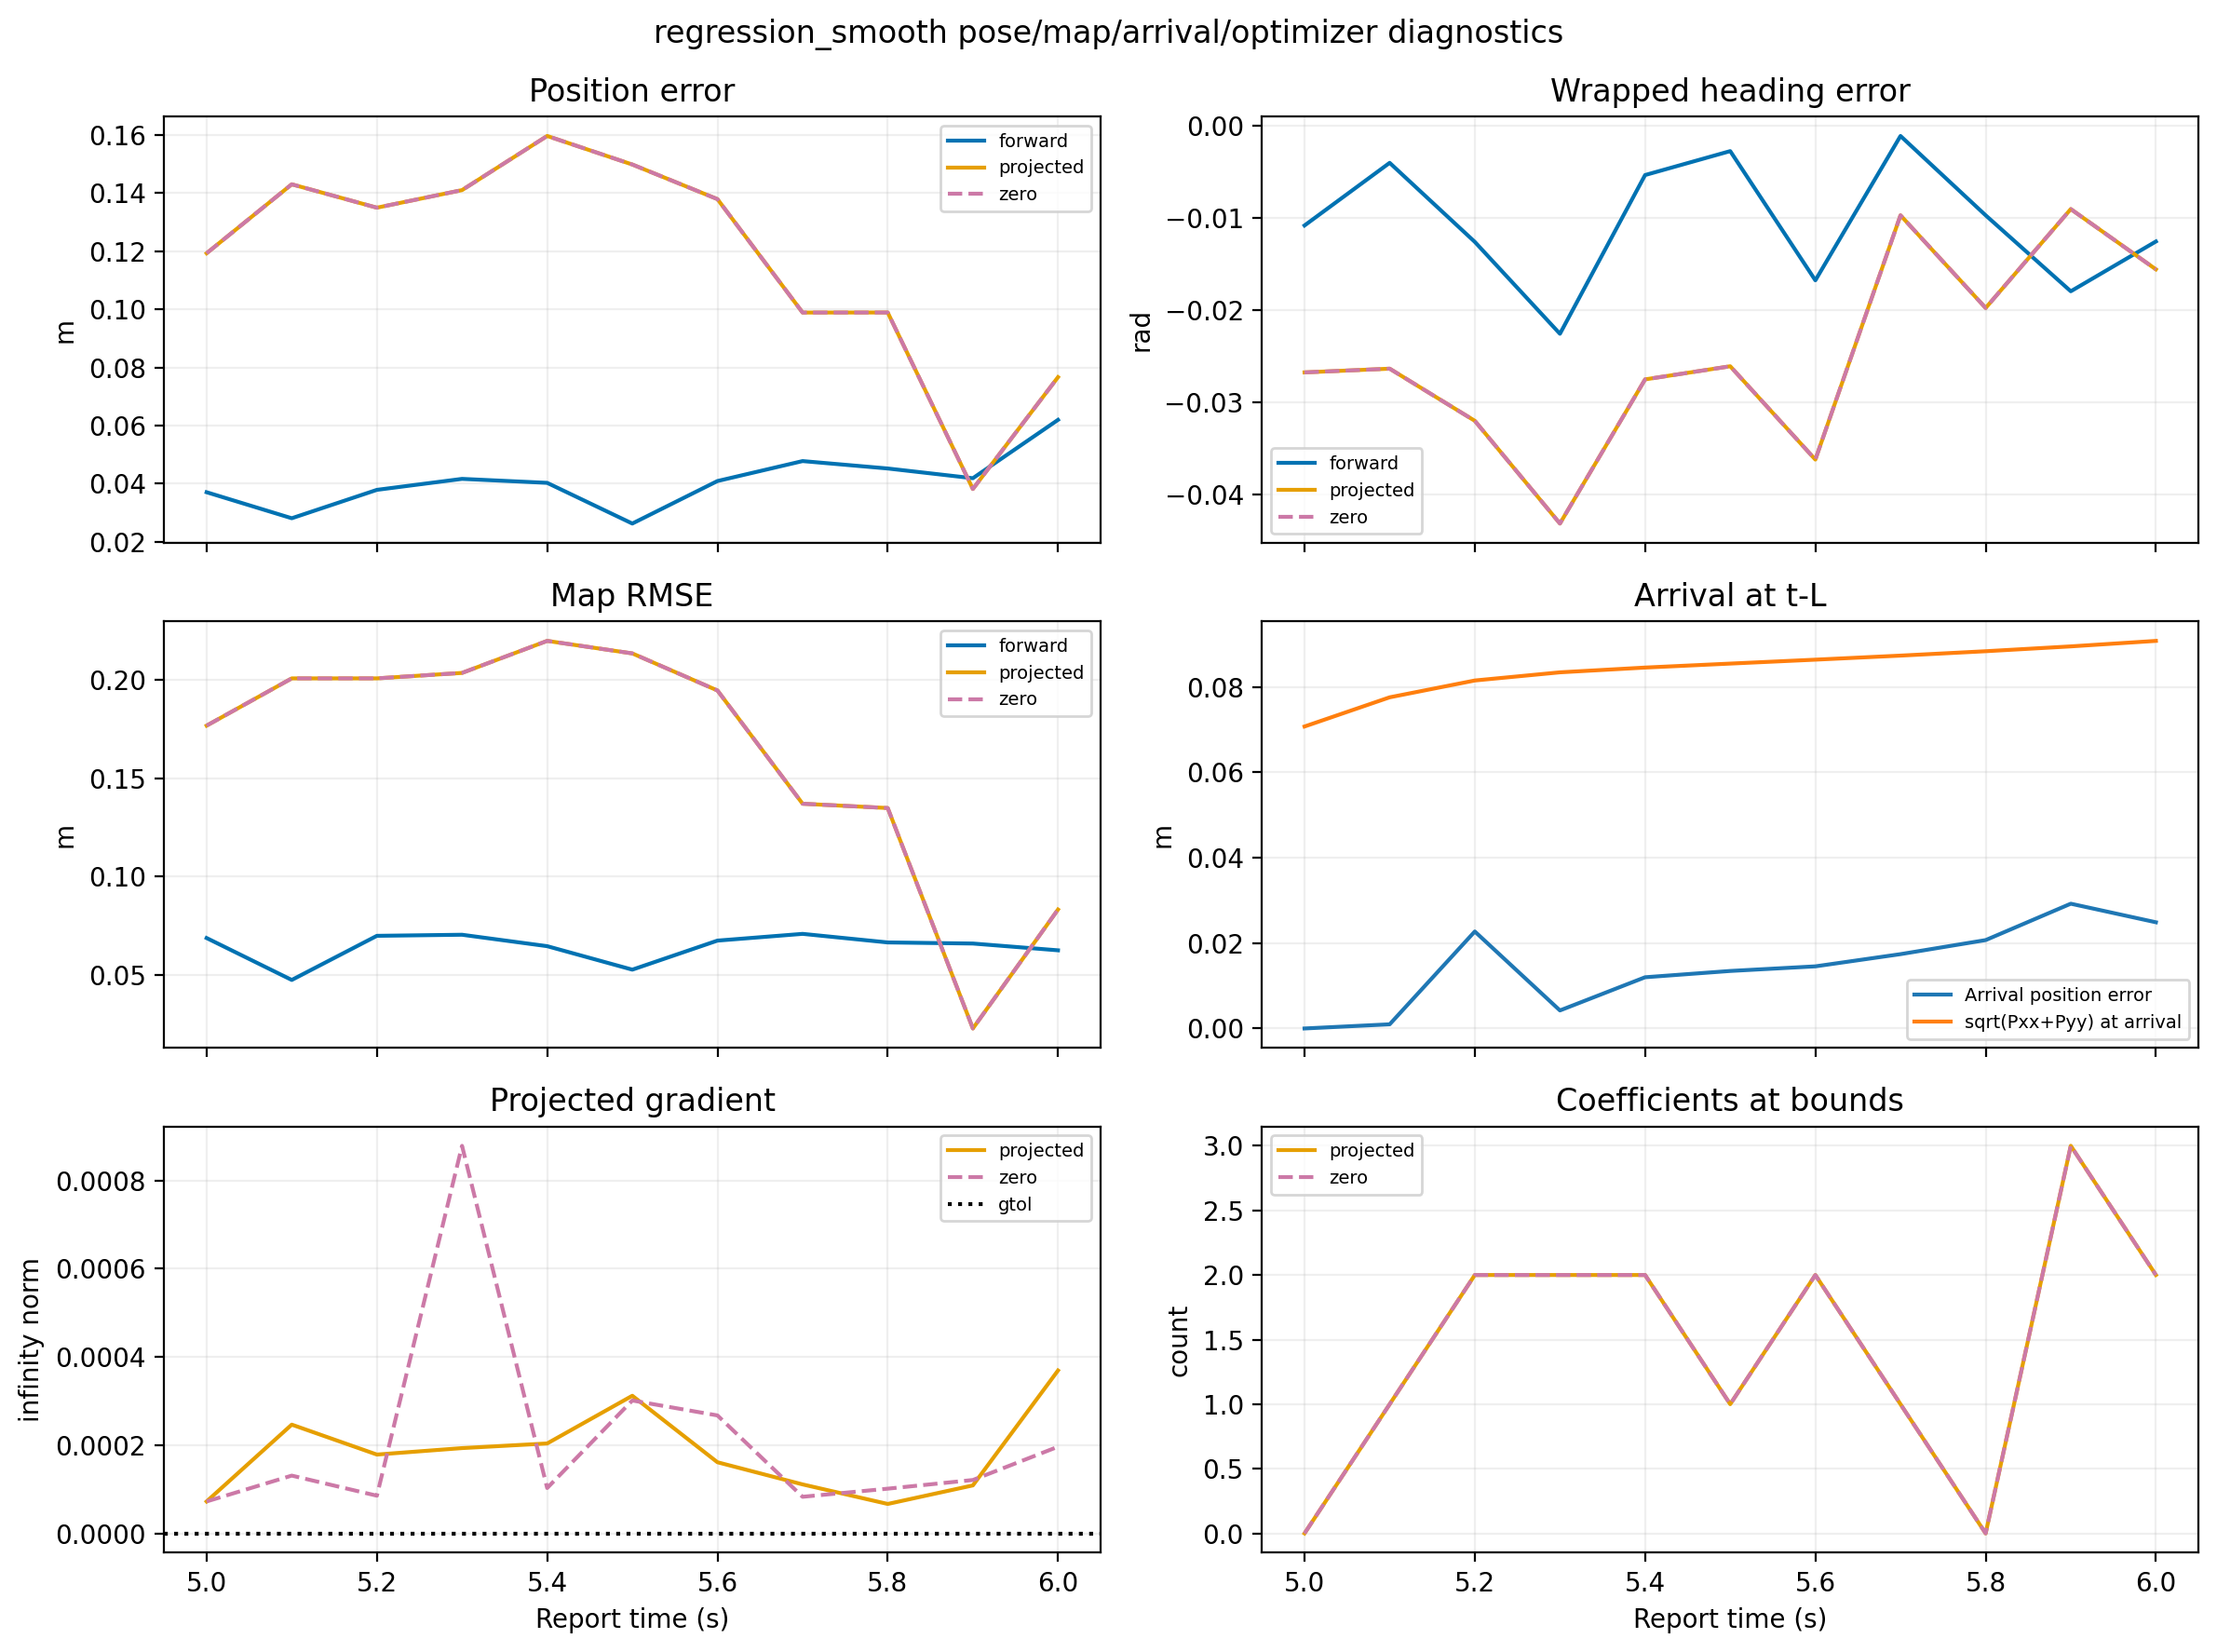 regression_smooth pose/map/arrival/optimizer diagnostics
Position error
0.16
0.14
0.12
0.10
0.08
0.06
0.04
0.02
m
forward
projected
zero
Wrapped heading error
0.00
−0.01
−0.02
−0.03
−0.04
rad
forward
projected
zero
Map RMSE
0.20
0.15
0.10
0.05
m
forward
projected
zero
Arrival at t-L
0.08
0.06
0.04
0.02
0.00
m
Arrival position error
sqrt(Pxx+Pyy) at arrival
Projected gradient
0.0008
0.0006
0.0004
0.0002
0.0000
infinity norm
projected
zero
gtol
5.0 5.2 5.4 5.6 5.8 6.0
Report time (s)
Coefficients at bounds
3.0
2.5
2.0
1.5
1.0
0.5
0.0
count
projected
zero
5.0 5.2 5.4 5.6 5.8 6.0
Report time (s)